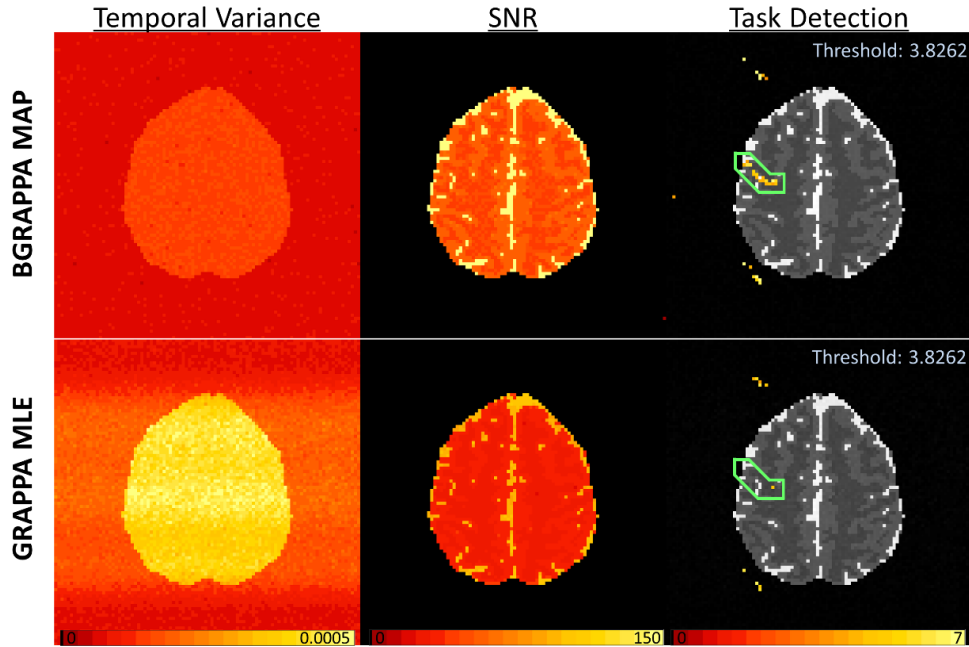 Temporal Variance
SNR
Task Detection
BGRAPPA MAP
Threshold: 3.8262
GRAPPA MLE
Threshold: 3.8262
0
0.0005
0
150
0
7